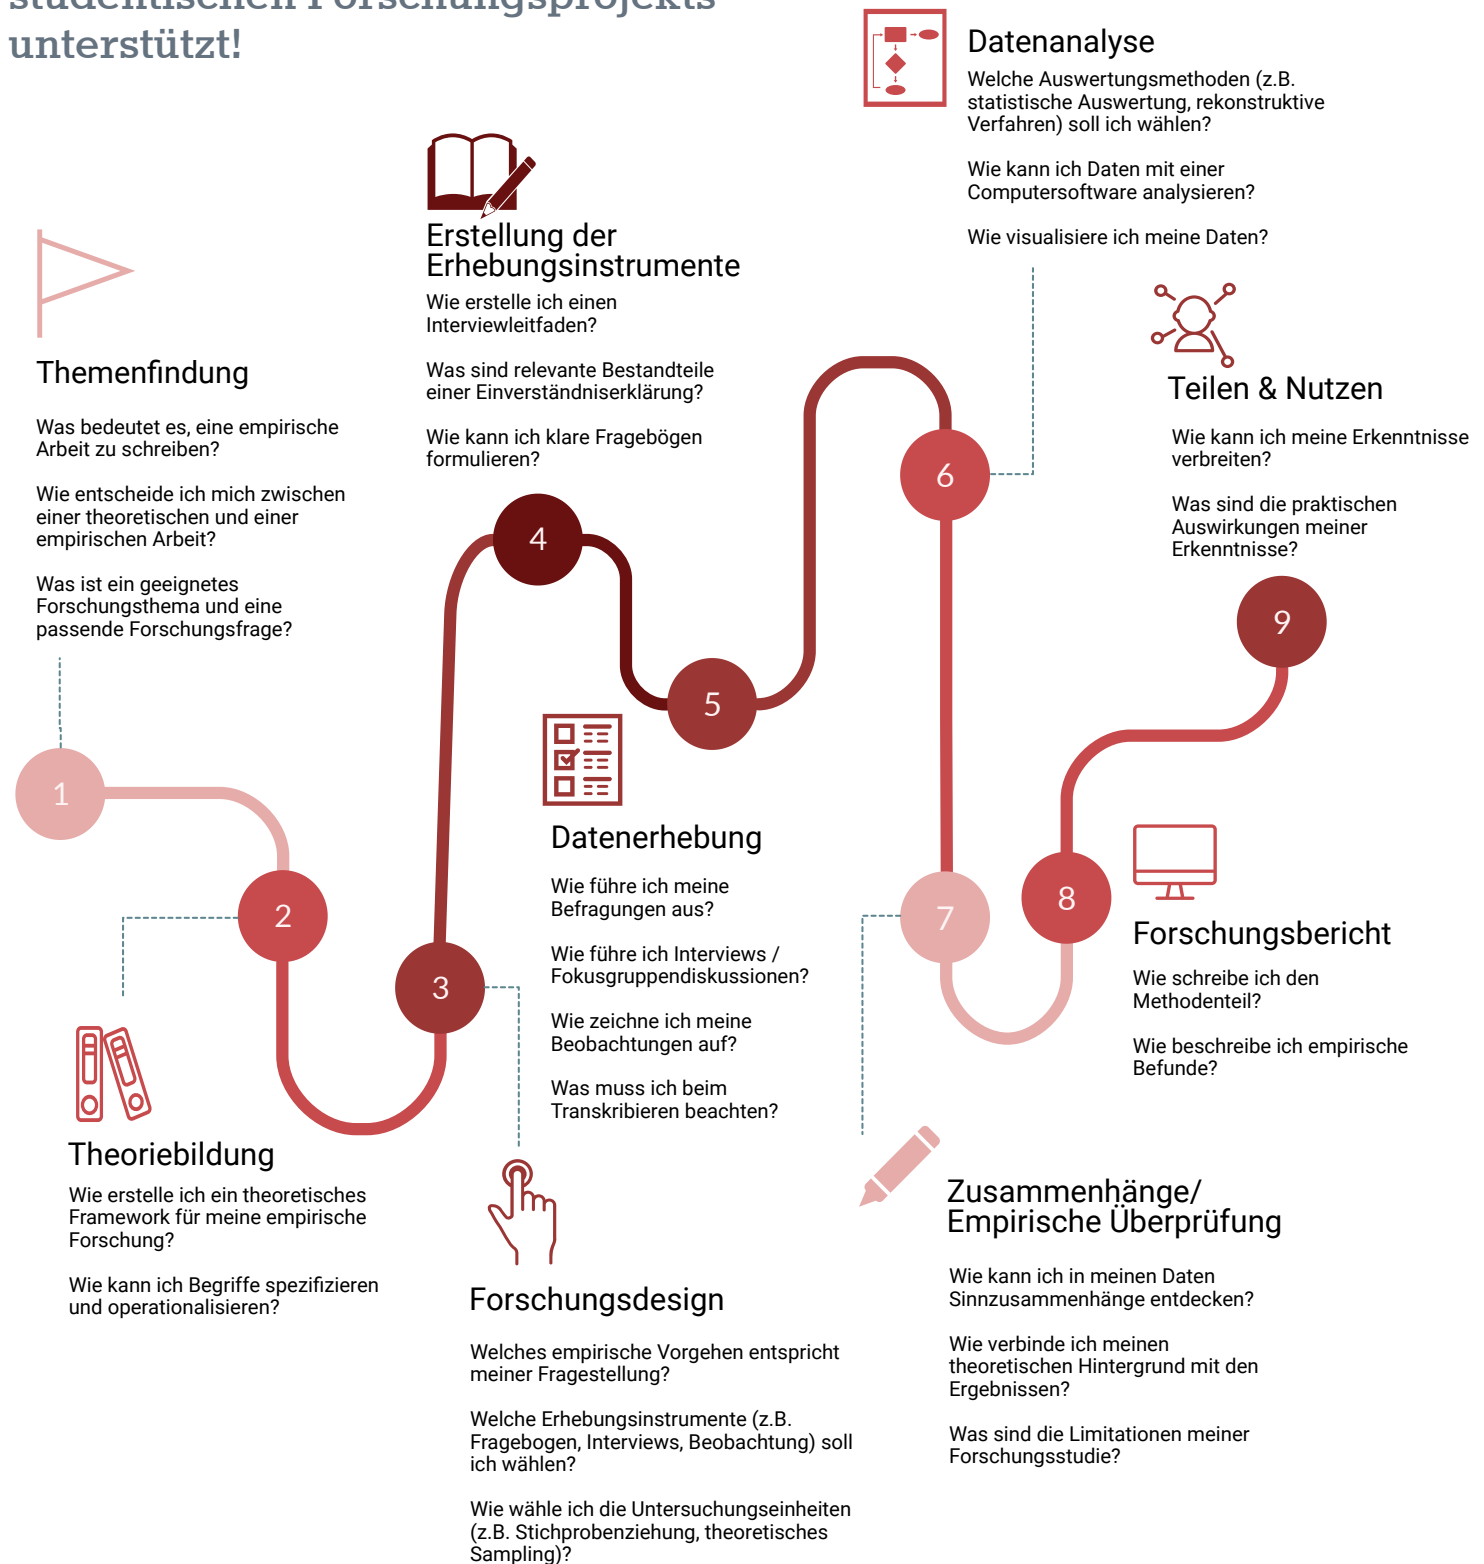 studentischen Forschungsprojekts
unterstützt!
Themenfindung
Was bedeutet es, eine empirische
Arbeit zu schreiben?
Wie entscheide ich mich zwischen
einer theoretischen und einer
empirischen Arbeit?
Was ist ein geeignetes
Forschungsthema und eine
passende Forschungsfrage?
1
2
Theoriebildung
Wie erstelle ich ein theoretisches
Framework für meine empirische
Forschung?
Wie kann ich Begriffe spezifizieren
und operationalisieren?
3
Forschungsdesign
Welches empirische Vorgehen entspricht
meiner Fragestellung?
Welche Erhebungsinstrumente (z.B.
Fragebogen, Interviews, Beobachtung) soll
ich wählen?
Wie wähle ich die Untersuchungseinheiten
(z.B. Stichprobenziehung, theoretisches
Sampling)?
Erstellung der
Erhebungsinstrumente
Wie erstelle ich einen
Interviewleitfaden?
Was sind relevante Bestandteile
einer Einverständniserklärung?
Wie kann ich klare Fragebögen
formulieren?
4
5
Datenerhebung
Wie führe ich meine
Befragungen aus?
Wie führe ich Interviews /
Fokusgruppendiskussionen?
Wie zeichne ich meine
Beobachtungen auf?
Was muss ich beim
Transkribieren beachten?
Datenanalyse
Welche Auswertungsmethoden (z.B.
statistische Auswertung, rekonstruktive
Verfahren) soll ich wählen?
Wie kann ich Daten mit einer
Computersoftware analysieren?
Wie visualisiere ich meine Daten?
6
7
Zusammenhänge/
Empirische Überprüfung
Wie kann ich in meinen Daten
Sinnzusammenhänge entdecken?
Wie verbinde ich meinen
theoretischen Hintergrund mit den
Ergebnissen?
Was sind die Limitationen meiner
Forschungsstudie?
8
Forschungsbericht
Wie schreibe ich den
Methodenteil?
Wie beschreibe ich empirische
Befunde?
Teilen & Nutzen
Wie kann ich meine Erkenntnisse
verbreiten?
Was sind die praktischen
Auswirkungen meiner
Erkenntnisse?
9